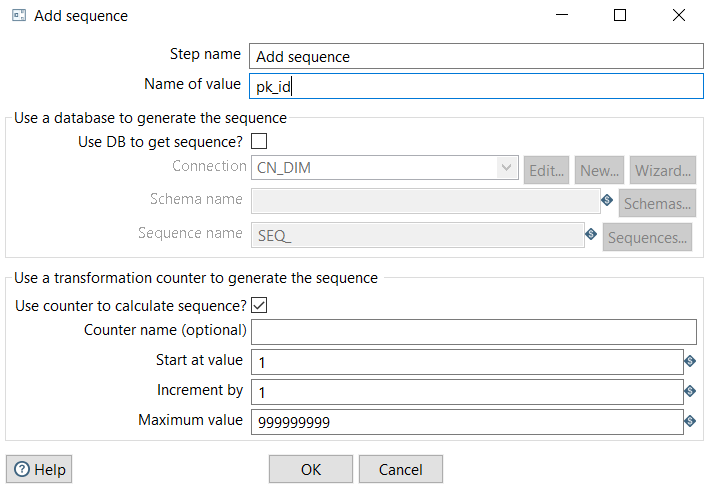 Add sequence
Step name Add sequence
Name of value pk_id
Use a database to generate the sequence
Use DB to get sequence?
Connection CN_DIM Edit... New... Wizard...
Schema name Schemas...
Sequence name SEQ_ Sequences...
Use a transformation counter to generate the sequence
Use counter to calculate sequence?
Counter name (optional)
Start at value 1
Increment by 1
Maximum value 999999999
Help OK Cancel